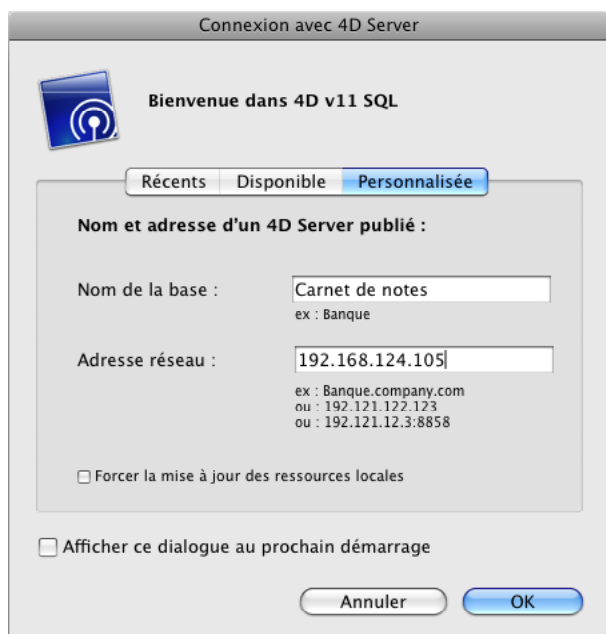 Connexion avec 4D Server
Bienvenue dans 4D v11 SQL
Récents Disponible Personnalisée
Nom et adresse d'un 4D Server publié :
Nom de la base : Carnet de notes
ex : Banque
Adresse réseau : 192.168.124.105
ex : Banque.company.com
ou : 192.121.122.123
ou : 192.121.12.3:8858
Forcer la mise à jour des ressources locales
Afficher ce dialogue au prochain démarrage
Annuler OK